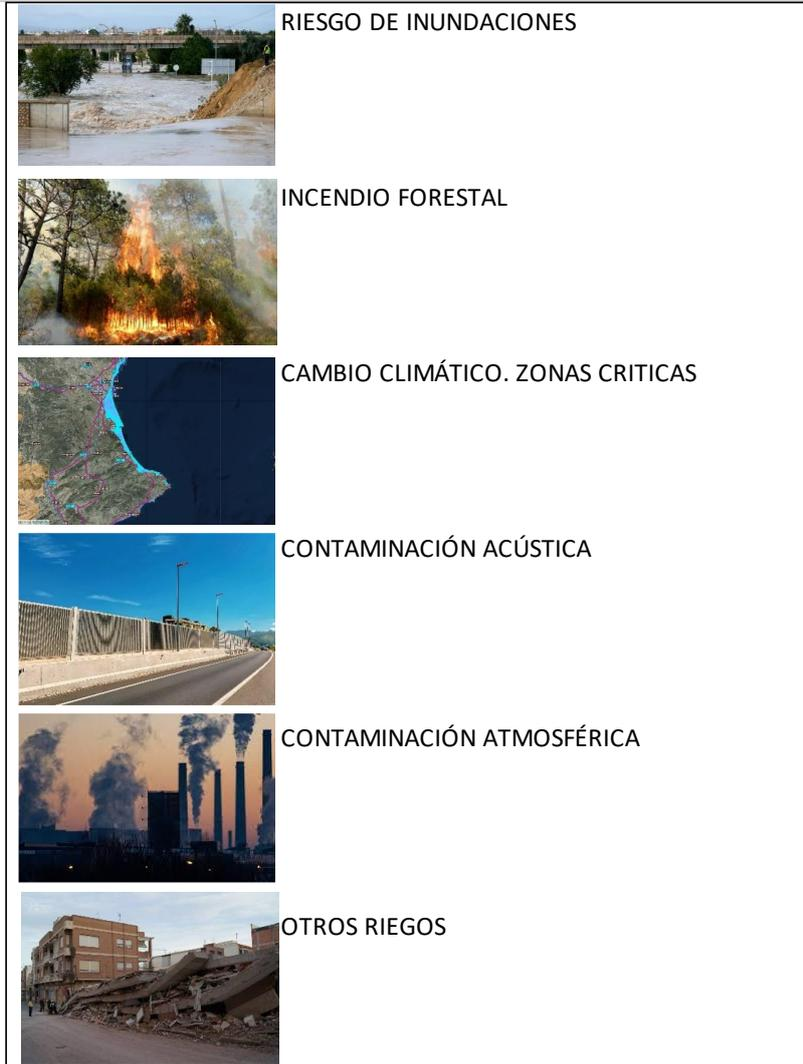 RIESGO DE INUNDACIONES
INCENDIO FORESTAL
CAMBIO CLIMÁTICO. ZONAS CRITICAS
CONTAMINACIÓN ACÚSTICA
CONTAMINACIÓN ATMOSFÉRICA
OTROS RIEGOS